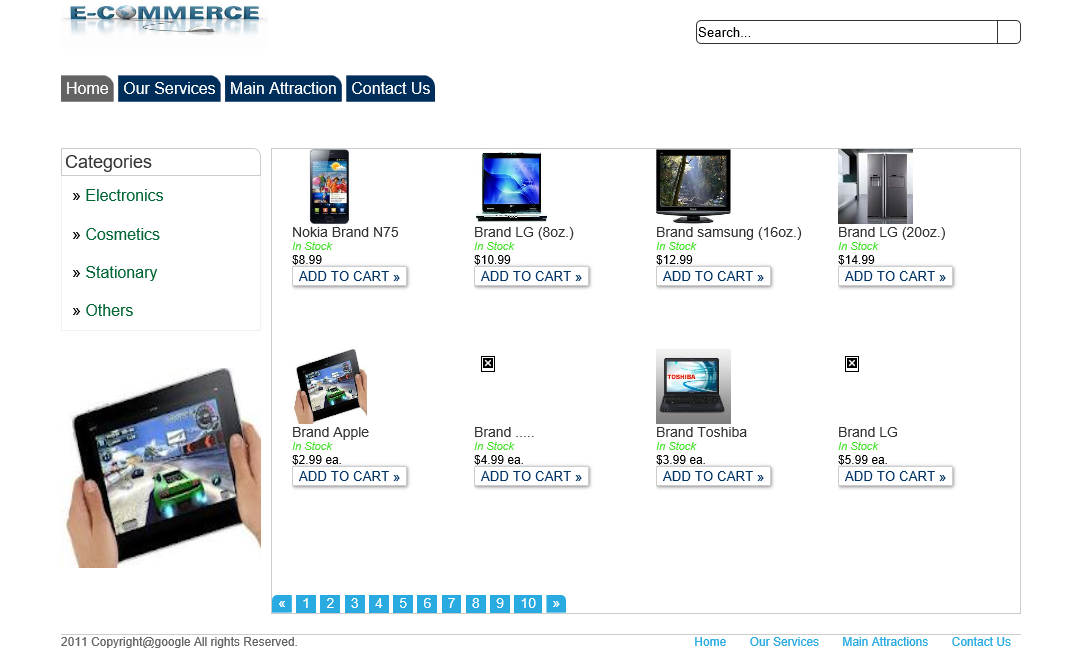 E-COMMERCE
Search...
Home Our Services Main Attraction Contact Us
Categories
» Electronics
» Cosmetics
» Stationary
» Others
Nokia Brand N75 Brand LG (8oz.) Brand samsung (16oz.) Brand LG (20oz.)
In Stock In Stock In Stock In Stock
$8.99 $10.99 $12.99 $14.99
ADD TO CART » ADD TO CART » ADD TO CART » ADD TO CART »
TOSHIBA
Brand Apple Brand ..... Brand Toshiba Brand LG
In Stock In Stock In Stock In Stock
$2.99 ea. $4.99 ea. $3.99 ea. $5.99 ea.
ADD TO CART » ADD TO CART » ADD TO CART » ADD TO CART »
« 1 2 3 4 5 6 7 8 9 10 »
2011 Copyright@google All rights Reserved. Home Our Services Main Attractions Contact Us